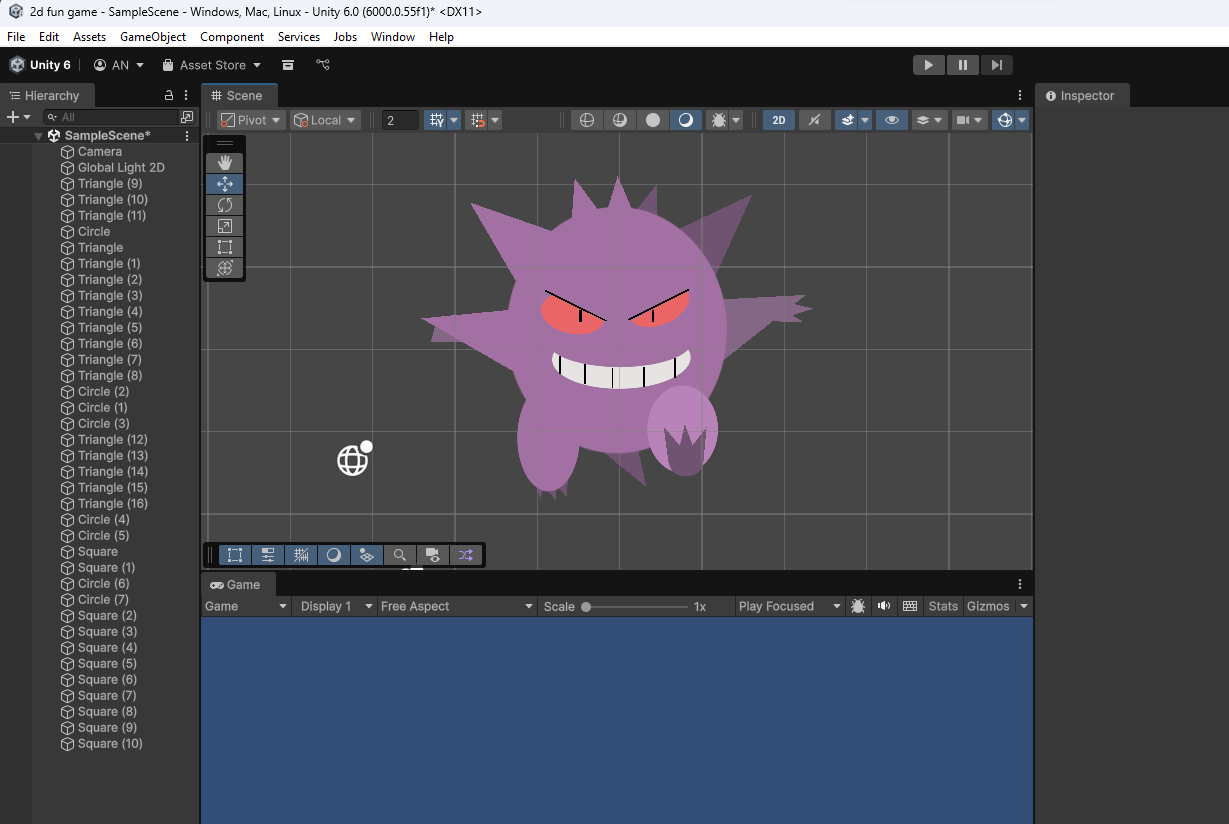 2d fun game - SampleScene - Windows, Mac, Linux - Unity 6.0 (6000.0.55f1)* <DX11>
File Edit Assets GameObject Component Services Jobs Window Help
Unity 6 AN Asset Store
Hierarchy Scene Inspector
All Pivot Local 2 2D
SampleScene*
Camera
Global Light 2D
Triangle (9)
Triangle (10)
Triangle (11)
Circle
Triangle
Triangle (1)
Triangle (2)
Triangle (3)
Triangle (4)
Triangle (5)
Triangle (6)
Triangle (7)
Triangle (8)
Circle (2)
Circle (1)
Circle (3)
Triangle (12)
Triangle (13)
Triangle (14)
Triangle (15)
Triangle (16)
Circle (4)
Circle (5)
Square
Square (1)
Circle (6)
Circle (7)
Square (2)
Square (3)
Square (4)
Square (5)
Square (6)
Square (7)
Square (8)
Square (9)
Square (10)
Game
Game Display 1 Free Aspect Scale 1x Play Focused Stats Gizmos